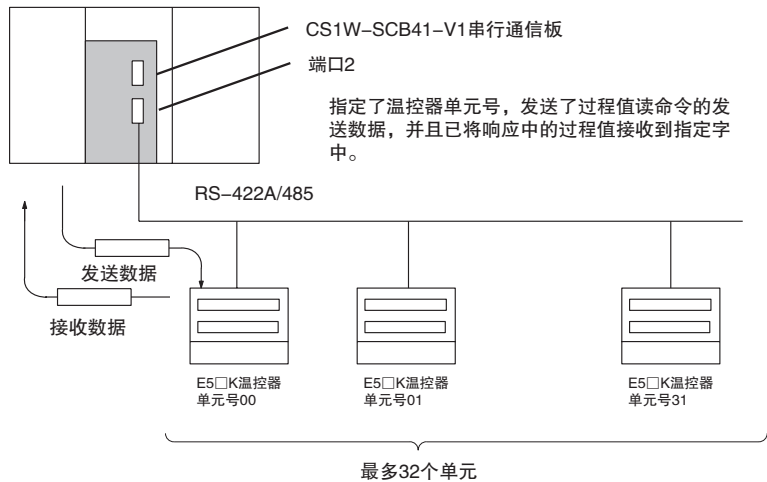 CS1W-SCB41-V1串行通信板
端口2
指定了温控器单元号，发送了过程值读命令的发
送数据，并且已将响应中的过程值接收到指定字
中。
RS-422A/485
发送数据
接收数据
E5□K温控器
单元号00
E5□K温控器
单元号01
E5□K温控器
单元号31
最多32个单元